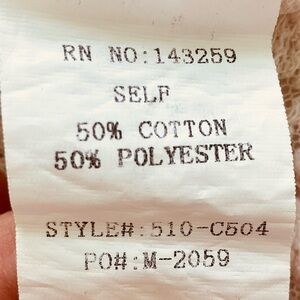 RN NO:143259
SELF
50% COTTON
50% POLYESTER
STYLE#:510-C504
PO#:M-2059